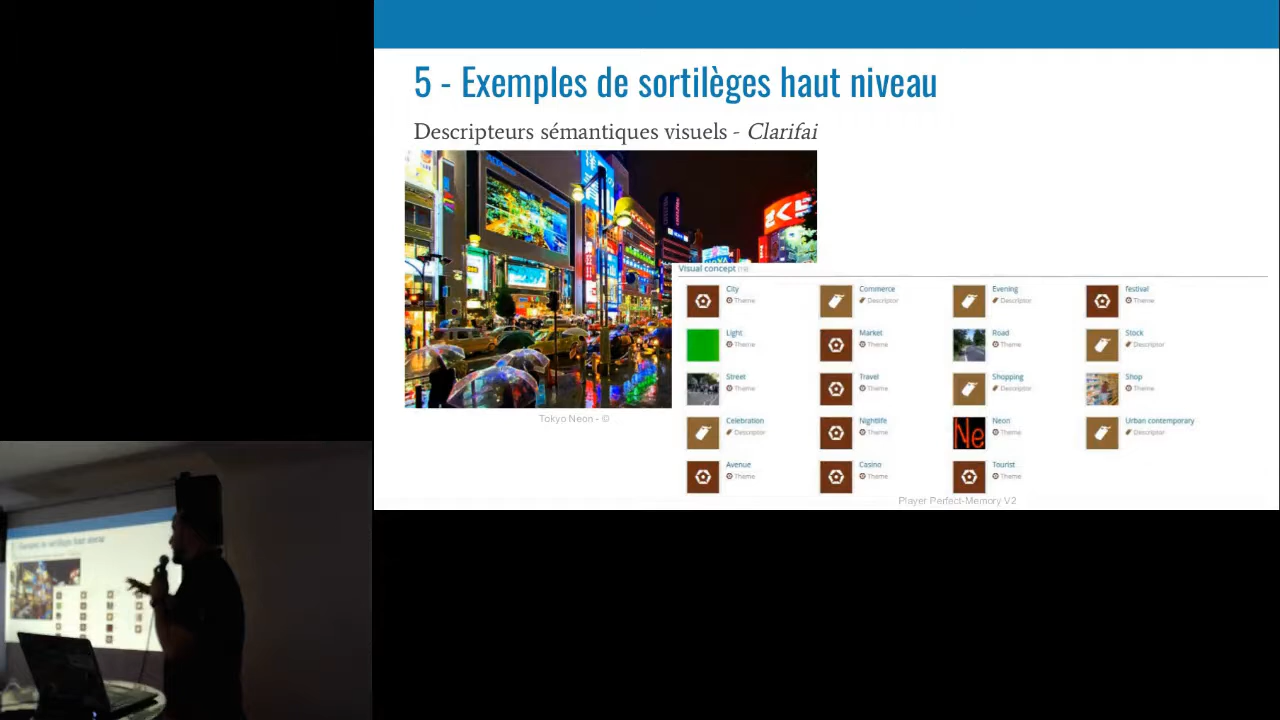 5 - Exemples de sortilèges haut niveau
Descripteurs sémantiques visuels - Clarifai
Visual concept
City
Theme
Commerce
Descriptor
Evening
Descriptor
festival
Theme
Light
Theme
Market
Theme
Road
Theme
Stock
Descriptor
Street
Theme
Travel
Theme
Shopping
Descriptor
Shop
Theme
Celebration
Descriptor
Nightlife
Theme
Neon
Theme
Ne
Urban contemporary
Descriptor
Avenue
Theme
Casino
Theme
Tourist
Theme
Tokyo Neon - ©
Player Perfect-Memory V2